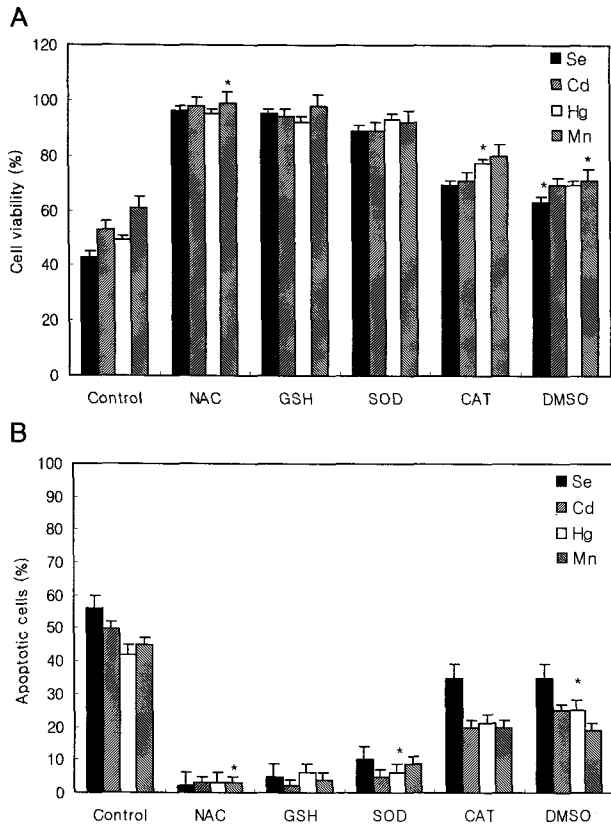 A
120
100
80
60
40
20
0
Cell viability (%)
Se
Cd
Hg
Mn
*
*
*
*
Control NAC GSH SOD CAT DMSO
B
100
90
80
70
60
50
40
30
20
10
0
Apoptotic cells (%)
Se
Cd
Hg
Mn
*
*
*
Control NAC GSH SOD CAT DMSO